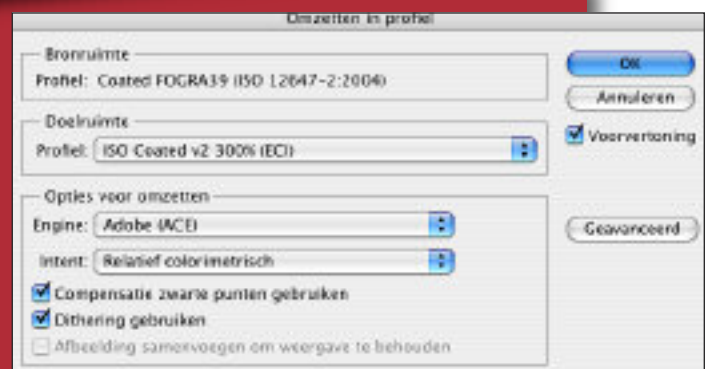 Omzetten in profiel
Bronruimte
Profiel: Coated FOGRA39 (ISO 12647-2:2004)
Doelruimte
Profiel: ISO Coated v2 300% (ECI)
Opties voor omzetten
Engine: Adobe (ACE)
Intent: Relatief colorimetrisch
Compensatie zwarte punten gebruiken
Dithering gebruiken
Afbeelding samenvoegen om weergave te behouden
OK
Annuleren
Voorvertoning
Geavanceerd